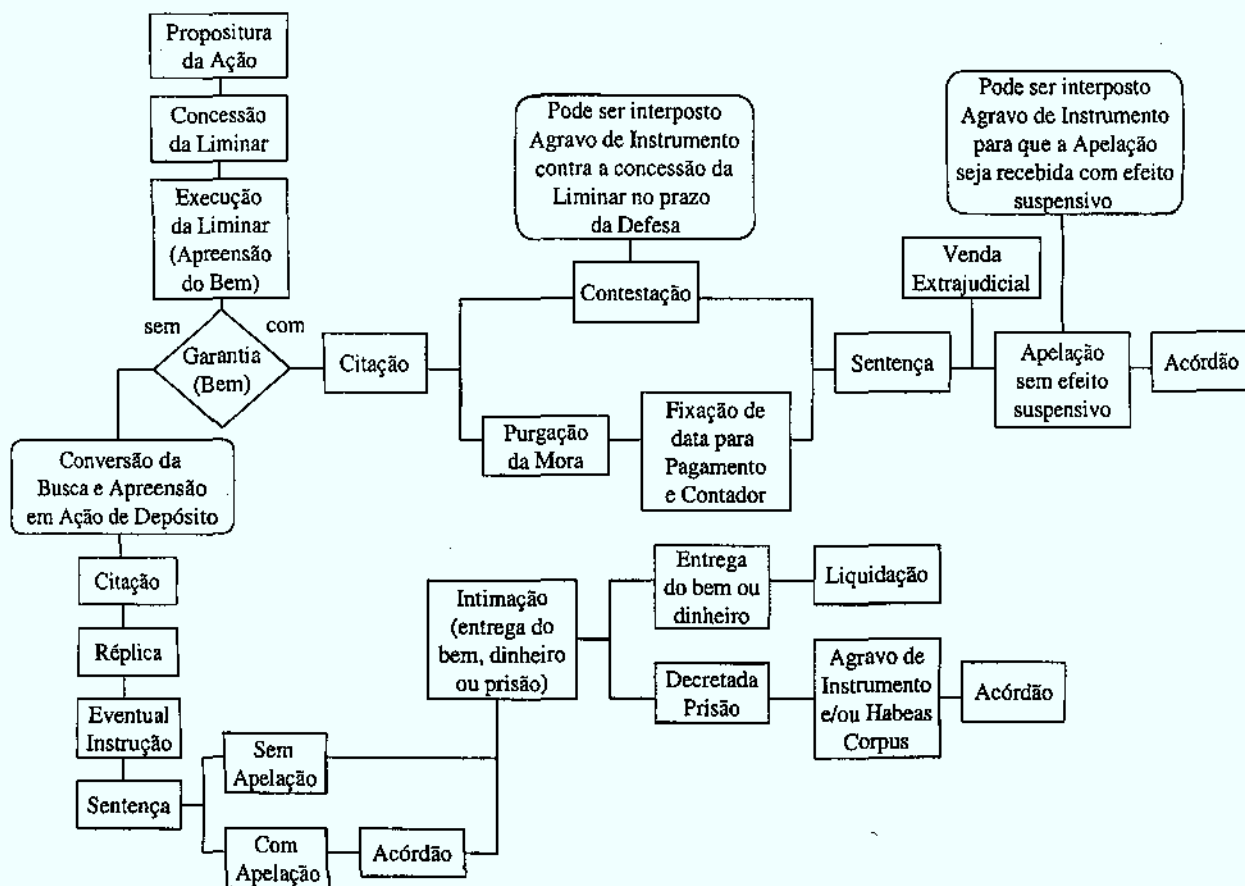 Propositura
da Ação
Concessão
da Liminar
Execução
da Liminar
(Apreensão
do Bem)
sem
com
Garantia
(Bem)
Citação
Pode ser interposto
Agravo de Instrumento
contra a concessão da
Liminar no prazo
da Defesa
Contestação
Purgação
da Mora
Fixação de
data para
Pagamento
e Contador
Sentença
Venda
Extrajudicial
Pode ser interposto
Agravo de Instrumento
para que a Apelação
seja recebida com efeito
suspensivo
Apelação
sem efeito
suspensivo
Acórdão
Conversão da
Busca e Apreensão
em Ação de Depósito
Citação
Réplica
Eventual
Instrução
Sentença
Sem
Apelação
Com
Apelação
Acórdão
Intimação
(entrega do
bem, dinheiro
ou prisão)
Entrega
do bem ou
dinheiro
Liquidação
Decretada
Prisão
Agravo de
Instrumento
e/ou Habeas
Corpus
Acórdão